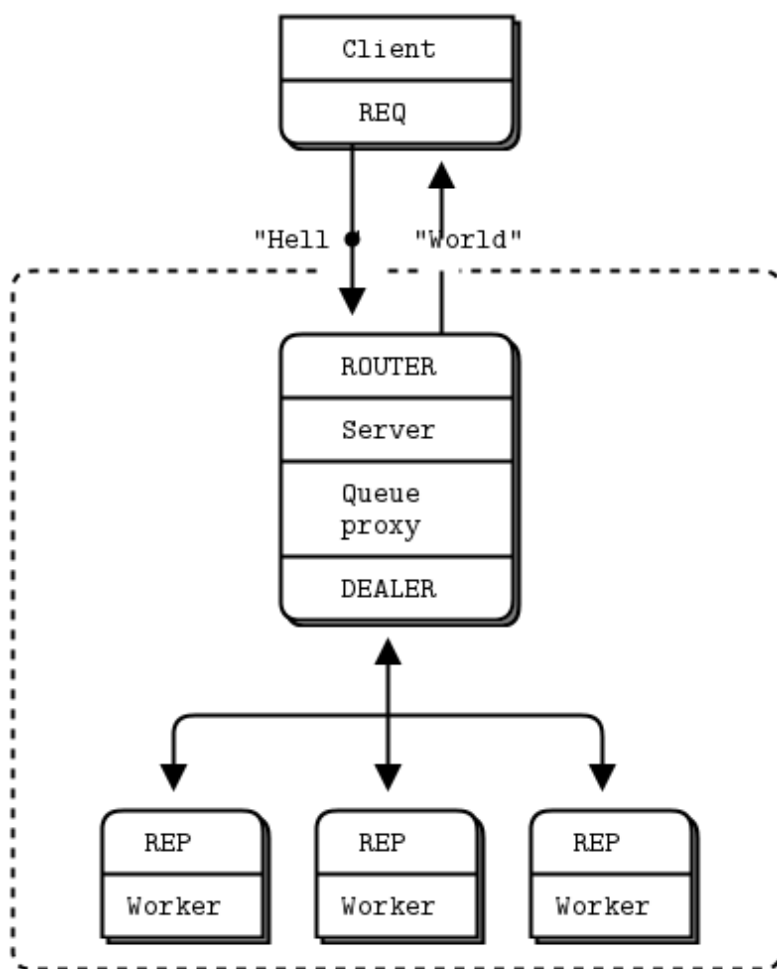 Client
REQ
"Hell "World"
ROUTER
Server
Queue
proxy
DEALER
REP REP REP
Worker Worker Worker